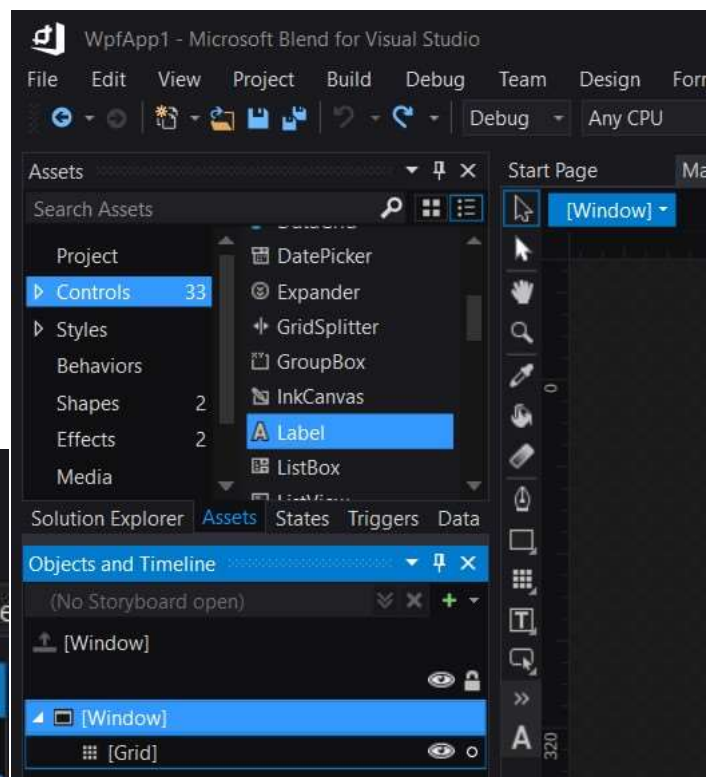 WpfApp1 - Microsoft Blend for Visual Studio
File Edit View Project Build Debug Team Design Form
Debug Any CPU
Assets
Start Page Ma
Search Assets
[Window]
Project
Controls 33
Styles
Behaviors
Shapes 2
Effects 2
Media
DatePicker
Expander
GridSplitter
GroupBox
InkCanvas
Label
ListBox
Solution Explorer Assets States Triggers Data
Objects and Timeline
(No Storyboard open)
[Window]
[Window]
[Grid]
0
320